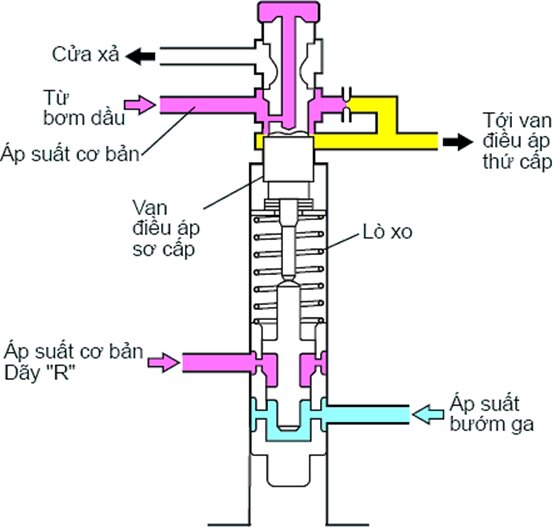 Cửa xả
Từ
bơm dầu
Áp suất cơ bản
Tới van
điều áp
thứ cấp
Vạn
điều áp
sơ cấp
Lò xo
Áp suất cơ bản
Dãy "R"
Áp suất
bướm ga